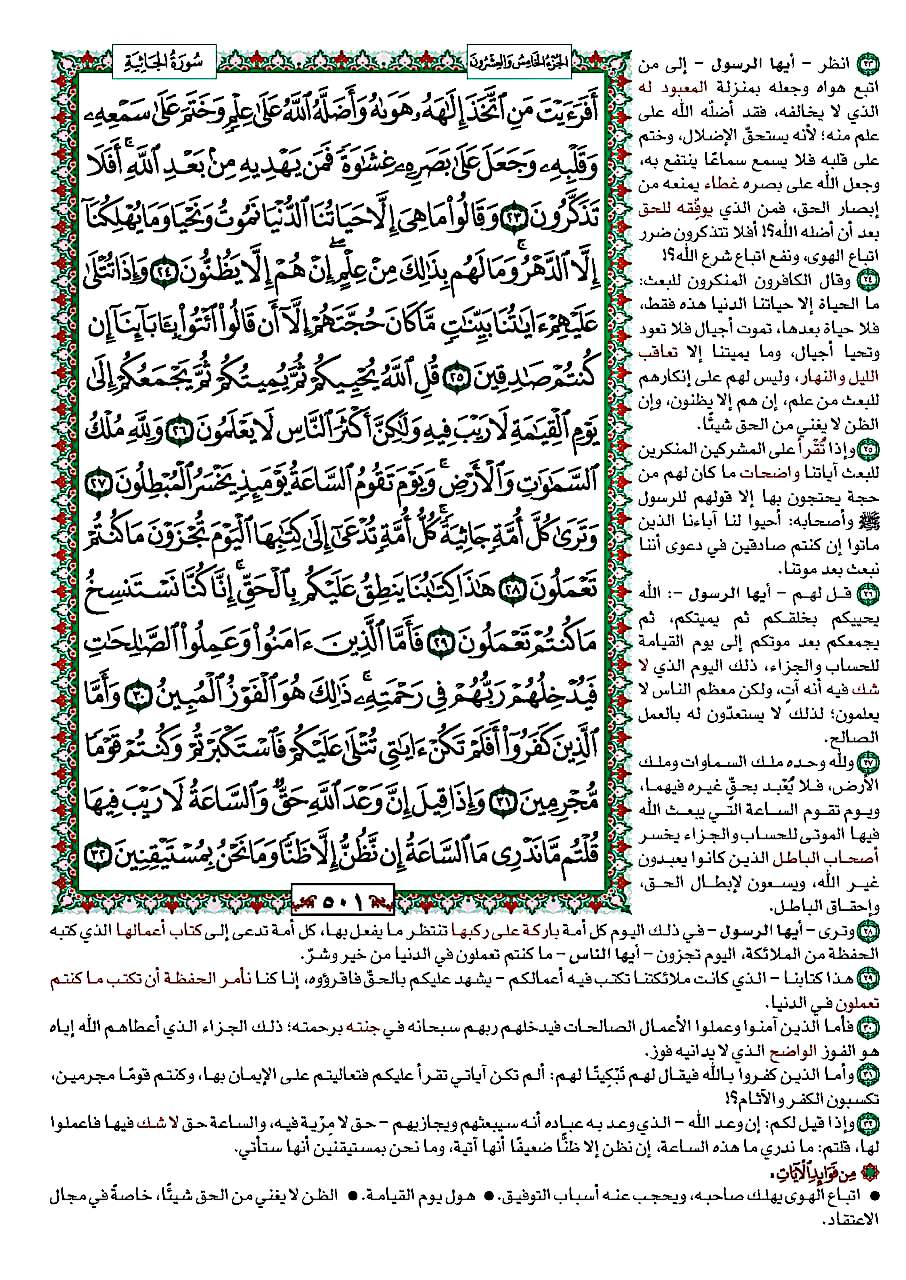 سُورَةُ الجَاثِيَةِ
الجُزْءُ الخَامِسُ وَالعِشْرُونَ
أَفَرَءَيْتَ مَنِ ٱتَّخَذَ إِلَٰهَهُۥ هَوَىٰهُ وَأَضَلَّهُ ٱللَّهُ عَلَىٰ عِلْمٍ وَخَتَمَ عَلَىٰ سَمْعِهِۦ
وَقَلْبِهِۦ وَجَعَلَ عَلَىٰ بَصَرِهِۦ غِشَٰوَةً فَمَن يَهْدِيهِ مِنۢ بَعْدِ ٱللَّهِۚ أَفَلَا
تَذَكَّرُونَ ٢٣ وَقَالُوا۟ مَا هِىَ إِلَّا حَيَاتُنَا ٱلدُّنْيَا نَمُوتُ وَنَحْيَا وَمَا يُهْلِكُنَآ
إِلَّا ٱلدَّهْرُۚ وَمَا لَهُم بِذَٰلِكَ مِنْ عِلْمٍۖ إِنْ هُمْ إِلَّا يَظُنُّونَ ٢٤ وَإِذَا تُتْلَىٰ
عَلَيْهِمْ ءَايَٰتُنَا بَيِّنَٰتٍ مَّا كَانَ حُجَّتَهُمْ إِلَّآ أَن قَالُوا۟ ٱئْتُوا۟ بِـَٔابَآئِنَآ إِن
كُنتُمْ صَٰدِقِينَ ٢٥ قُلِ ٱللَّهُ يُحْيِيكُمْ ثُمَّ يُمِيتُكُمْ ثُمَّ يَجْمَعُكُمْ إِلَىٰ
يَوْمِ ٱلْقِيَٰمَةِ لَا رَيْبَ فِيهِ وَلَٰكِنَّ أَكْثَرَ ٱلنَّاسِ لَا يَعْلَمُونَ ٢٦ وَلِلَّهِ مُلْكُ
ٱلسَّمَٰوَٰتِ وَٱلْأَرْضِۚ وَيَوْمَ تَقُومُ ٱلسَّاعَةُ يَوْمَئِذٍ يَخْسَرُ ٱلْمُبْطِلُونَ ٢٧
وَتَرَىٰ كُلَّ أُمَّةٍ جَاثِيَةًۚ كُلُّ أُمَّةٍ تُدْعَىٰٓ إِلَىٰ كِتَٰبِهَا ٱلْيَوْمَ تُجْزَوْنَ مَا كُنتُمْ
تَعْمَلُونَ ٢٨ هَٰذَا كِتَٰبُنَا يَنطِقُ عَلَيْكُم بِٱلْحَقِّۚ إِنَّا كُنَّا نَسْتَنسِخُ
مَا كُنتُمْ تَعْمَلُونَ ٢٩ فَأَمَّا ٱلَّذِينَ ءَامَنُوا۟ وَعَمِلُوا۟ ٱلصَّٰلِحَٰتِ
فَيُدْخِلُهُمْ رَبُّهُمْ فِى رَحْمَتِهِۦۚ ذَٰلِكَ هُوَ ٱلْفَوْزُ ٱلْمُبِينُ ٣٠ وَأَمَّا
ٱلَّذِينَ كَفَرُوٓا۟ أَفَلَمْ تَكُنْ ءَايَٰتِى تُتْلَىٰ عَلَيْكُمْ فَٱسْتَكْبَرْتُمْ وَكُنتُمْ قَوْمًا
مُّجْرِمِينَ ٣١ وَإِذَا قِيلَ إِنَّ وَعْدَ ٱللَّهِ حَقٌّ وَٱلسَّاعَةُ لَا رَيْبَ فِيهَا
قُلْتُم مَّا نَدْرِى مَا ٱلسَّاعَةُ إِن نَّظُنُّ إِلَّا ظَنًّا وَمَا نَحْنُ بِمُسْتَيْقِنِينَ ٣٢
٥٠١
٢٣ انظر - أيها الرسول - إلى من
اتبع هواه وجعله بمنزلة المعبود له
الذي لا يخالفه، فقد أضلّه الله على
علم منه؛ لأنه يستحقّ الإضلال، وختم
على قلبه فلا يسمع سماعًا ينتفع به،
وجعل الله على بصره غطاء يمنعه من
إبصار الحق، فمن الذي يوفّقه للحق
بعد أن أضله الله؟! أفلا تتذكرون ضرر
اتباع الهوى، ونفع اتباع شرع الله؟!
٢٤ وقال الكافرون المنكرون للبعث:
ما الحياة إلا حياتنا الدنيا هذه فقط،
فلا حياة بعدها، تموت أجيال فلا تعود
وتحيا أجيال، وما يميتنا إلا تعاقب
الليل والنهار، وليس لهم على إنكارهم
للبعث من علم، إن هم إلا يظنون، وإن
الظن لا يغني من الحق شيئًا.
٢٥ وإذا تُقْرأ على المشركين المنكرين
للبعث آياتنا واضحات ما كان لهم من
حجة يحتجون بها إلا قولهم للرسول
ﷺ وأصحابه: أحيوا لنا آباءنا الذين
ماتوا إن كنتم صادقين في دعوى أننا
نبعث بعد موتنا.
٢٦ قل لهم - أيها الرسول -: الله
يحييكم بخلقكم ثم يميتكم، ثم
يجمعكم بعد موتكم إلى يوم القيامة
للحساب والجزاء، ذلك اليوم الذي لا
شك فيه أنه آتٍ، ولكن معظم الناس لا
يعلمون؛ لذلك لا يستعدّون له بالعمل
الصالح.
٢٧ ولله وحده ملك السماوات وملك
الأرض، فلا يُعْبد بحقّ غيره فيهما،
ويوم تقوم الساعة التي يبعث الله
فيها الموتى للحساب والجزاء يخسر
أصحاب الباطل الذين كانوا يعبدون
غير الله، ويسعون لإبطال الحق،
وإحقاق الباطل.
٢٨ وترى - أيها الرسول - في ذلك اليوم كل أمة باركة على ركبها تنتظر ما يفعل بها، كل أمة تدعى إلى كتاب أعمالها الذي كتبه
الحفظة من الملائكة، اليوم تجزون - أيها الناس - ما كنتم تعملون في الدنيا من خير وشرّ.
٢٩ هذا كتابنا - الذي كانت ملائكتنا تكتب فيه أعمالكم - يشهد عليكم بالحقّ فاقرؤوه، إنا كنا نأمر الحفظة أن تكتب ما كنتم
تعملون في الدنيا.
٣٠ فأما الذين آمنوا وعملوا الأعمال الصالحات فيدخلهم ربهم سبحانه في جنته برحمته؛ ذلك الجزاء الذي أعطاهم الله إياه
هو الفوز الواضح الذي لا يدانيه فوز.
٣١ وأما الذين كفروا بالله فيقال لهم تَبْكِيتًا لهم: ألم تكن آياتي تقرأ عليكم فتعاليتم على الإيمان بها، وكنتم قومًا مجرمين،
تكسبون الكفر والآثام؟!
٣٢ وإذا قيل لكم: إن وعد الله - الذي وعد به عباده أنه سيبعثهم ويجازيهم - حق لا مِرْية فيه، والساعة حق لا شك فيها فاعملوا
لها، قلتم: ما ندري ما هذه الساعة، إن نظن إلا ظنًّا ضعيفًا أنها آتية، وما نحن بمستيقنين أنها ستأتي.
مِن فَوَائِدِ الْآيَاتِ.
● اتباع الهوى يهلك صاحبه، ويحجب عنه أسباب التوفيق. ● هول يوم القيامة. ● الظن لا يغني من الحق شيئًا، خاصةً في مجال
الاعتقاد.